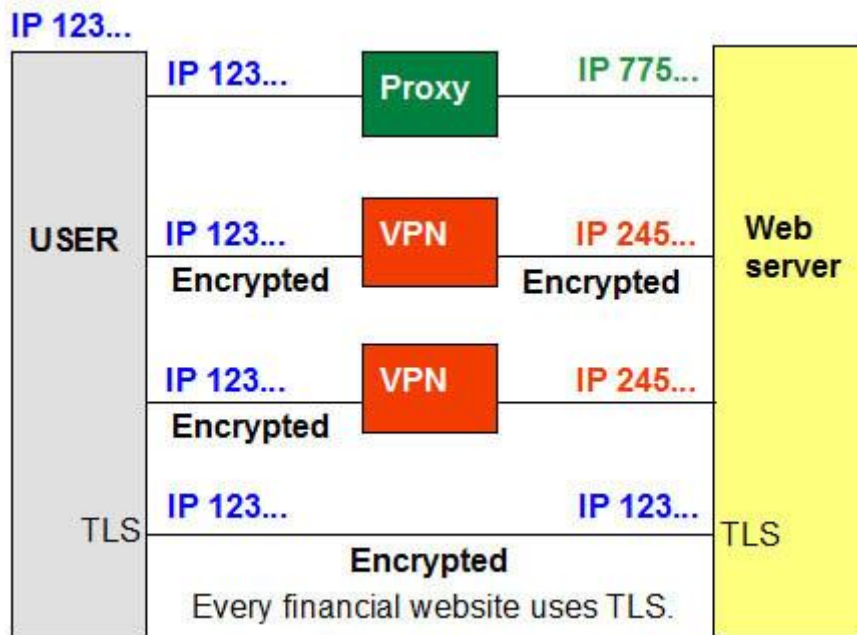 IP 123...
IP 123...
Proxy
IP 775...
USER
IP 123...
VPN
IP 245...
Web
server
Encrypted
Encrypted
IP 123...
VPN
IP 245...
Encrypted
TLS
IP 123...
IP 123...
TLS
Encrypted
Every financial website uses TLS.